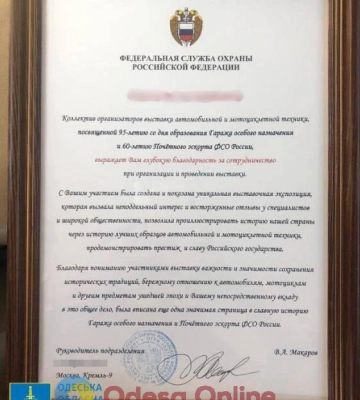 ФЕДЕРАЛЬНАЯ СЛУЖБА ОХРАНЫ
РОССИЙСКОЙ ФЕДЕРАЦИИ
Коллектив организаторов выставки автомобильной и мотоциклетной техники,
посвященной 95-летию со дня образования Гаража особого назначения
и 60-летию Почётного эскорта ФСО России,
выражает Вам глубокую благодарность за сотрудничество
при организации и проведении выставки.
С Вашим участием была создана и показана уникальная выставочная экспозиция,
которая вызвала неподдельный интерес и восторженные отзывы у специалистов
и широкой общественности, позволила проиллюстрировать историю нашей страны
через историю лучших образцов автомобильной и мотоциклетной техники,
продемонстрировать престиж и славу Российского государства.
Благодаря пониманию участниками выставки важности и значимости сохранения
исторических традиций, бережному отношению к автомобилям, мотоциклам
и другим предметам ушедшей эпохи и Вашему непосредственному вкладу
в это общее дело, была вписана еще одна значимая страница в славную историю
Гаража особого назначения и Почётного эскорта ФСО России.
Руководитель подразделения
В.А. Макаров
Москва, Кремль-9
ОДЕСЬКА
ОБЛАСНА
Odesa Online